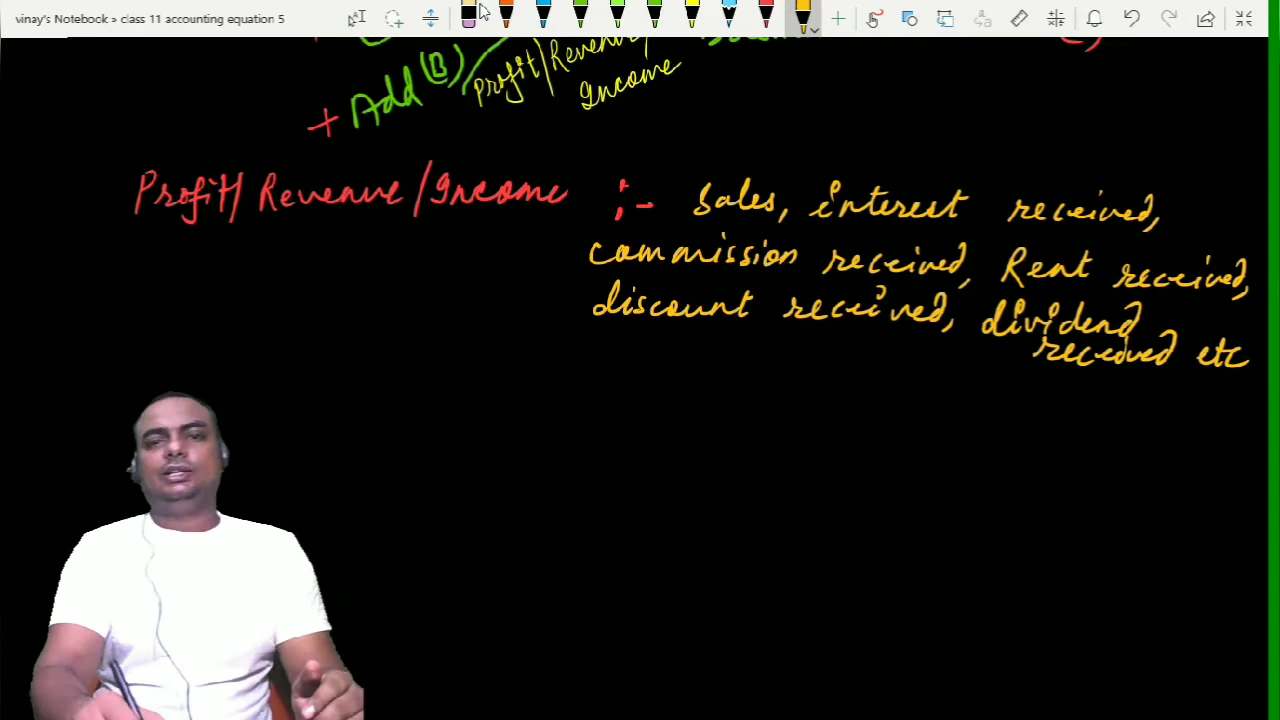 vinay's Notebook » class 11 accounting equation 5
+ Add (B) Profit/Revenue/
Income
Profit/Revenue/Income :- Sales, interest received,
commission received, Rent received,
discount received, dividend
received etc